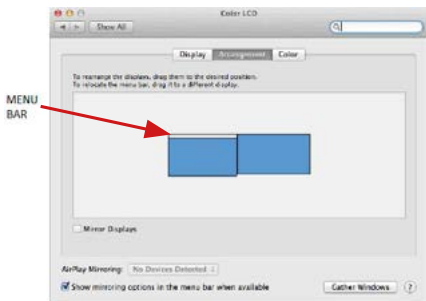 Color LCD
Show All
Display Arrangement Color
To rearrange the displays, drag them to the desired position.
To relocate the menu bar, drag it to a different display.
MENU
BAR
Mirror Displays
AirPlay Mirroring: No Devices Detected
Show mirroring options in the menu bar when available
Gather Windows ?